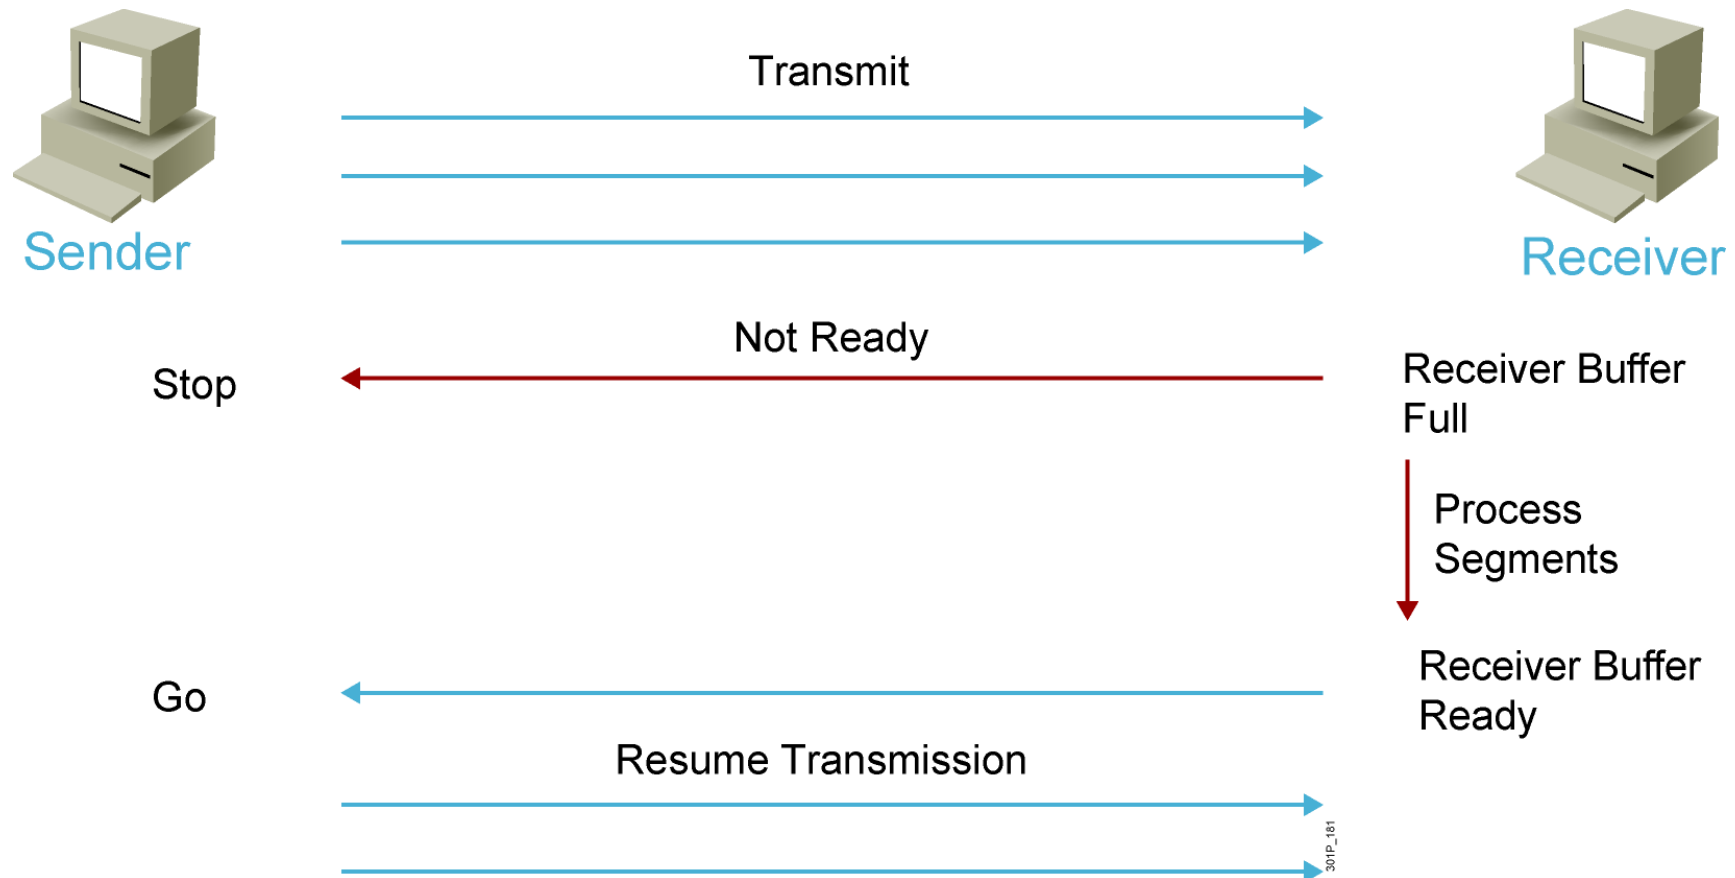 Transmit
Sender
Receiver
Not Ready
Stop
Receiver Buffer
Full
Process
Segments
Receiver Buffer
Ready
Go
Resume Transmission
301P_181